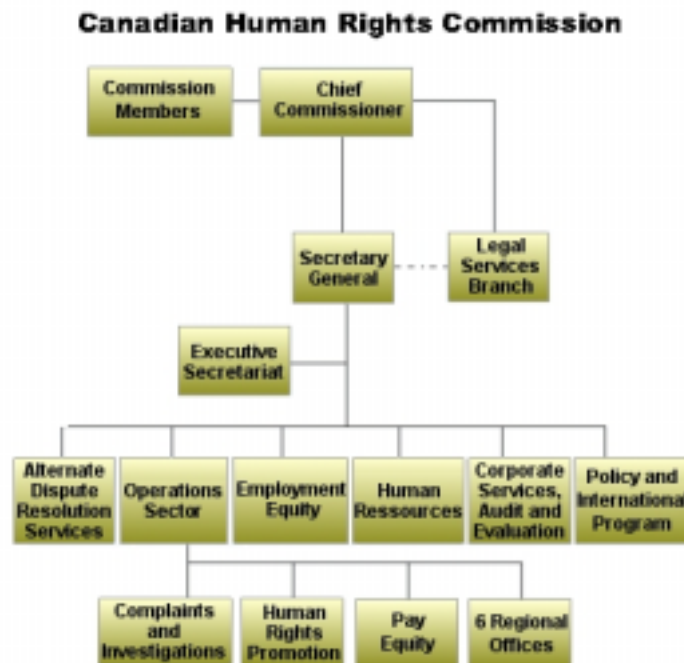 Canadian Human Rights Commission
Commission
Members
Chief
Commissioner
Secretary
General
Legal
Services
Branch
Executive
Secretariat
Alternate
Dispute
Resolution
Services
Operations
Sector
Employment
Equity
Human
Ressources
Corporate
Services,
Audit and
Evaluation
Policy and
International
Program
Complaints
and
Investigations
Human
Rights
Promotion
Pay
Equity
6 Regional
Offices